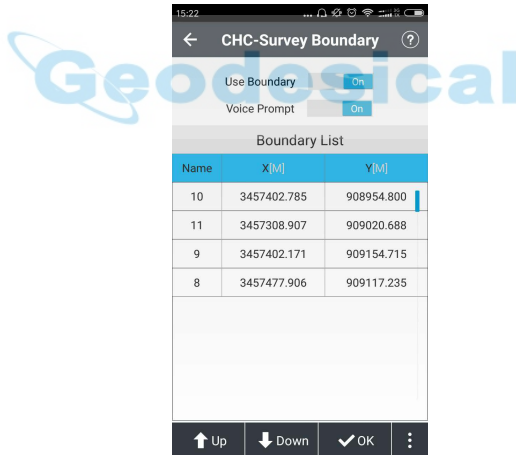 15:22 ... 3G
CHC-Survey Boundary ?
Geodesical
Use Boundary On
Voice Prompt On
Boundary List
Name X[M] Y[M]
10 3457402.785 908954.800
11 3457308.907 909020.688
9 3457402.171 909154.715
8 3457477.906 909117.235
Up Down OK